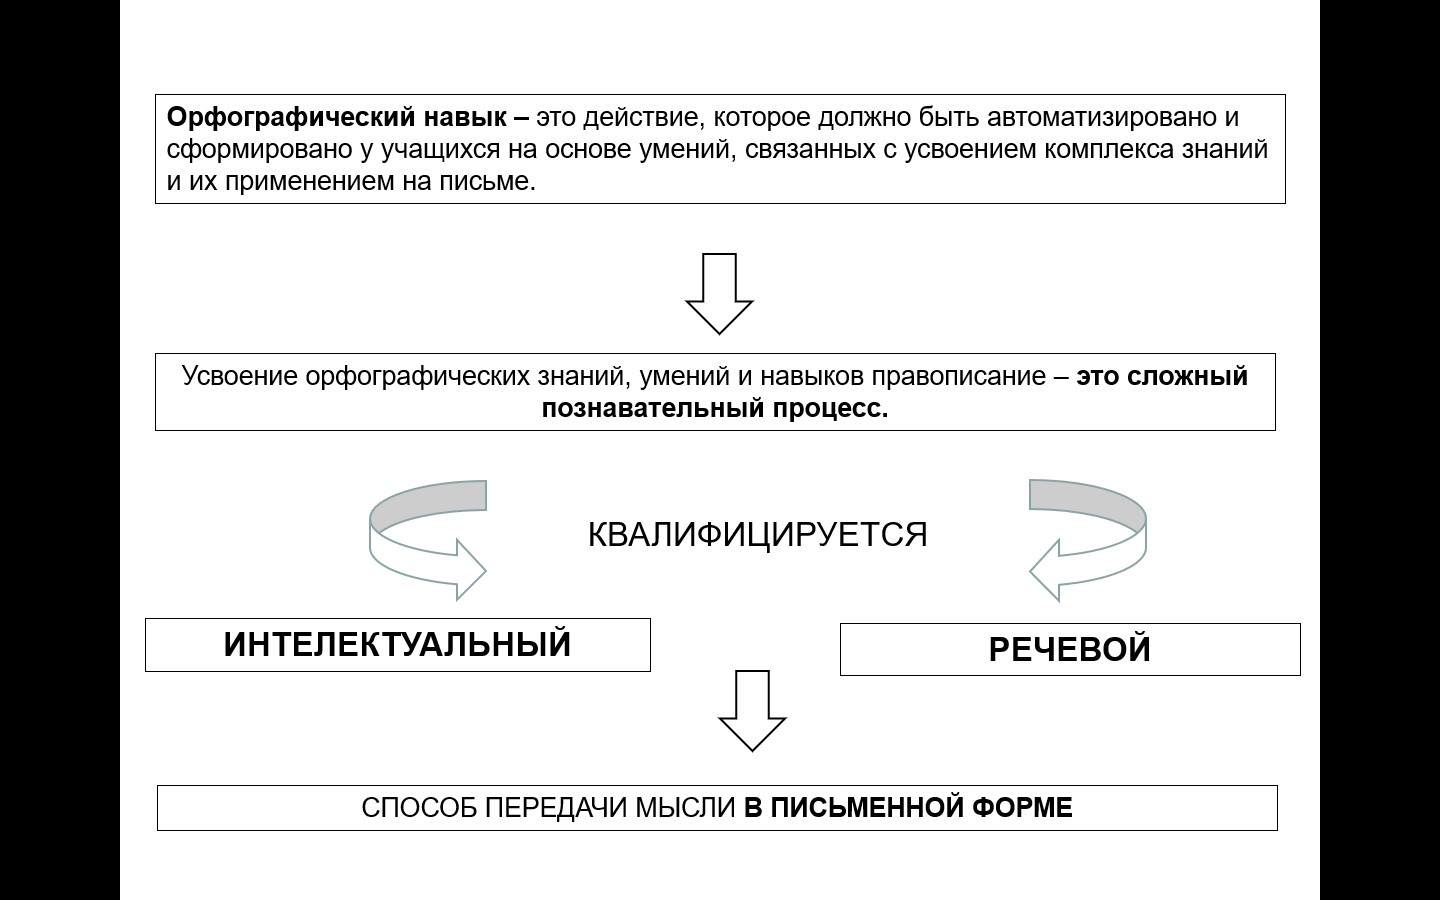 Орфографический навык – это действие, которое должно быть автоматизировано и
сформировано у учащихся на основе умений, связанных с усвоением комплекса знаний
и их применением на письме.
Усвоение орфографических знаний, умений и навыков правописание – это сложный
познавательный процесс.
КВАЛИФИЦИРУЕТСЯ
ИНТЕЛЕКТУАЛЬНЫЙ
РЕЧЕВОЙ
СПОСОБ ПЕРЕДАЧИ МЫСЛИ В ПИСЬМЕННОЙ ФОРМЕ